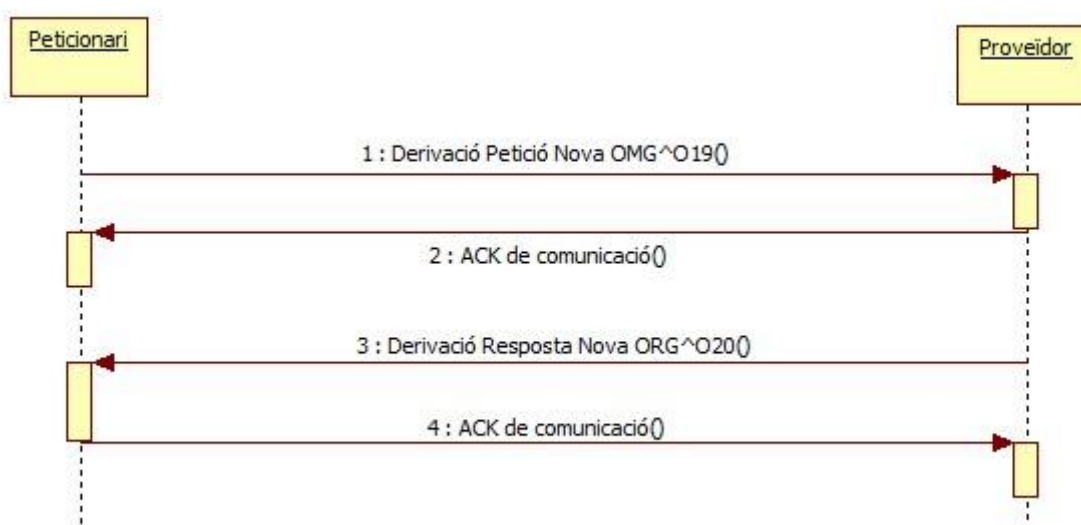 Peticionari
Proveïdor
1 : Derivació Petició Nova OMG^O19()
2 : ACK de comunicació()
3 : Derivació Resposta Nova ORG^O20()
4 : ACK de comunicació()